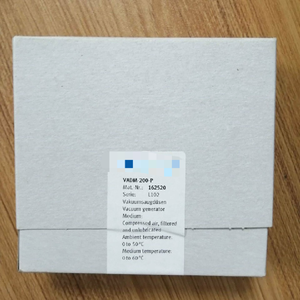 VADM-200-P
Mat. Nr.: 162520
Serie: L102
Vakuumsaugdüsen
Vacuum generator
Medium:
Compressed air, filtered
and unlubricated
Ambient temperature:
0 to 50 °C
Medium temperature:
0 to 60 °C